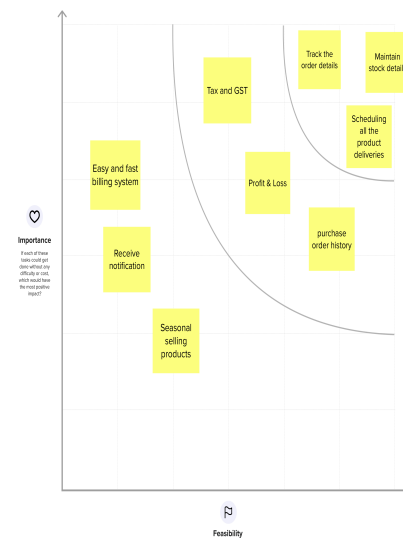 Track the
order details
Maintain
stock detail
Tax and GST
Scheduling
all the
product
deliveries
Easy and fast
billing system
Profit & Loss
purchase
order history
Importance
If each of these
tasks could get
done without any
difficulty or cost,
which would have
the most positive
impact?
Receive
notification
Seasonal
selling
products
Feasibility